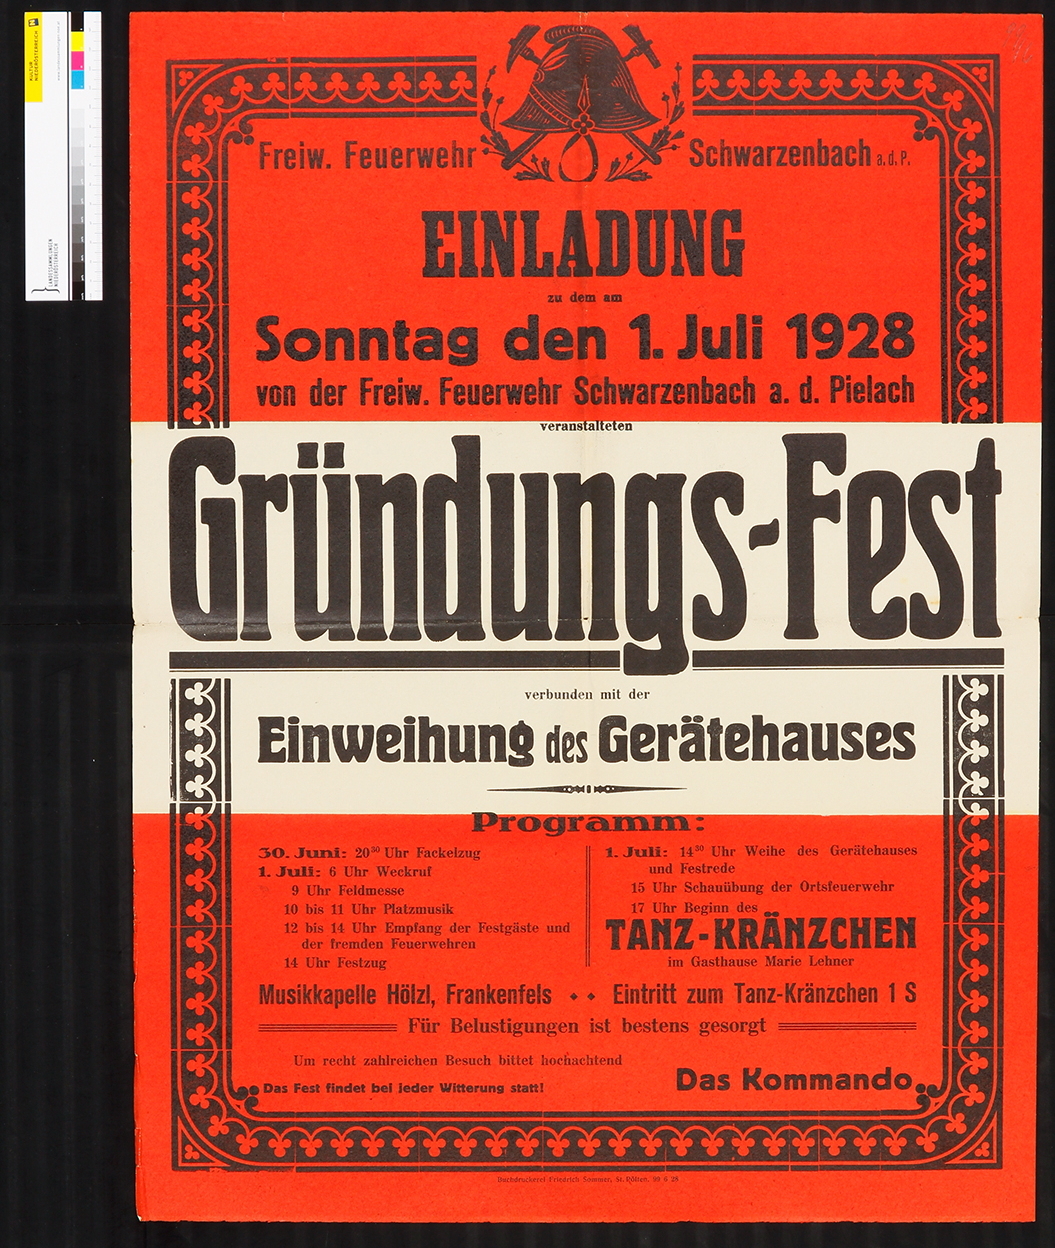 KULTUR
NIEDERÖSTERREICH
LANDESSAMMLUNGEN
NIEDERÖSTERREICH
Freiw. Feuerwehr Schwarzenbach a. d. P.
EINLADUNG
zu dem am
Sonntag den 1. Juli 1928
von der Freiw. Feuerwehr Schwarzenbach a. d. Pielach
veranstalteten
Gründungs-Fest
verbunden mit der
Einweihung des Gerätehauses
Programm:
30. Juni: 20³⁰ Uhr Fackelzug
1. Juli: 6 Uhr Weckruf
9 Uhr Feldmesse
10 bis 11 Uhr Platzmusik
12 bis 14 Uhr Empfang der Festgäste und
der fremden Feuerwehren
14 Uhr Festzug
1. Juli: 14³⁰ Uhr Weihe des Gerätehauses
und Festrede
15 Uhr Schauübung der Ortsfeuerwehr
17 Uhr Beginn des
TANZ-KRÄNZCHEN
im Gasthause Marie Lehner
Musikkapelle Hölzl, Frankenfels Eintritt zum Tanz-Kränzchen 1 S
Für Belustigungen ist bestens gesorgt
Um recht zahlreichen Besuch bittet hochachtend
Das Fest findet bei jeder Witterung statt! Das Kommando
Buchdruckerei Friedrich Sommer, St. Pölten.